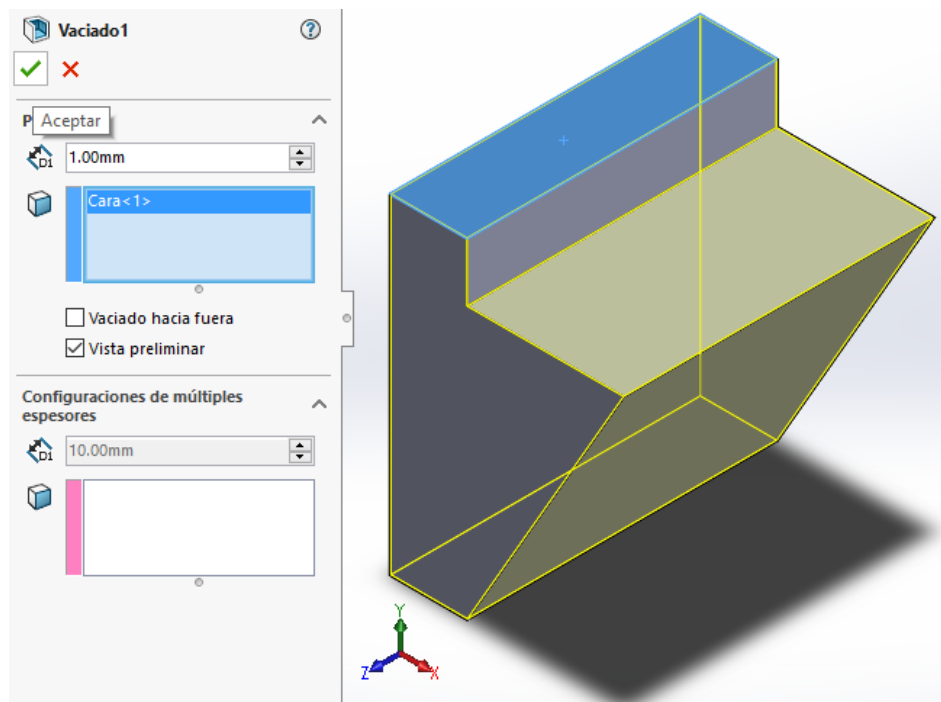 Vaciado1
P
Aceptar
D1
1.00mm
Cara<1>
Vaciado hacia fuera
Vista preliminar
Configuraciones de múltiples
espesores
D1
10.00mm
Y
Z
X